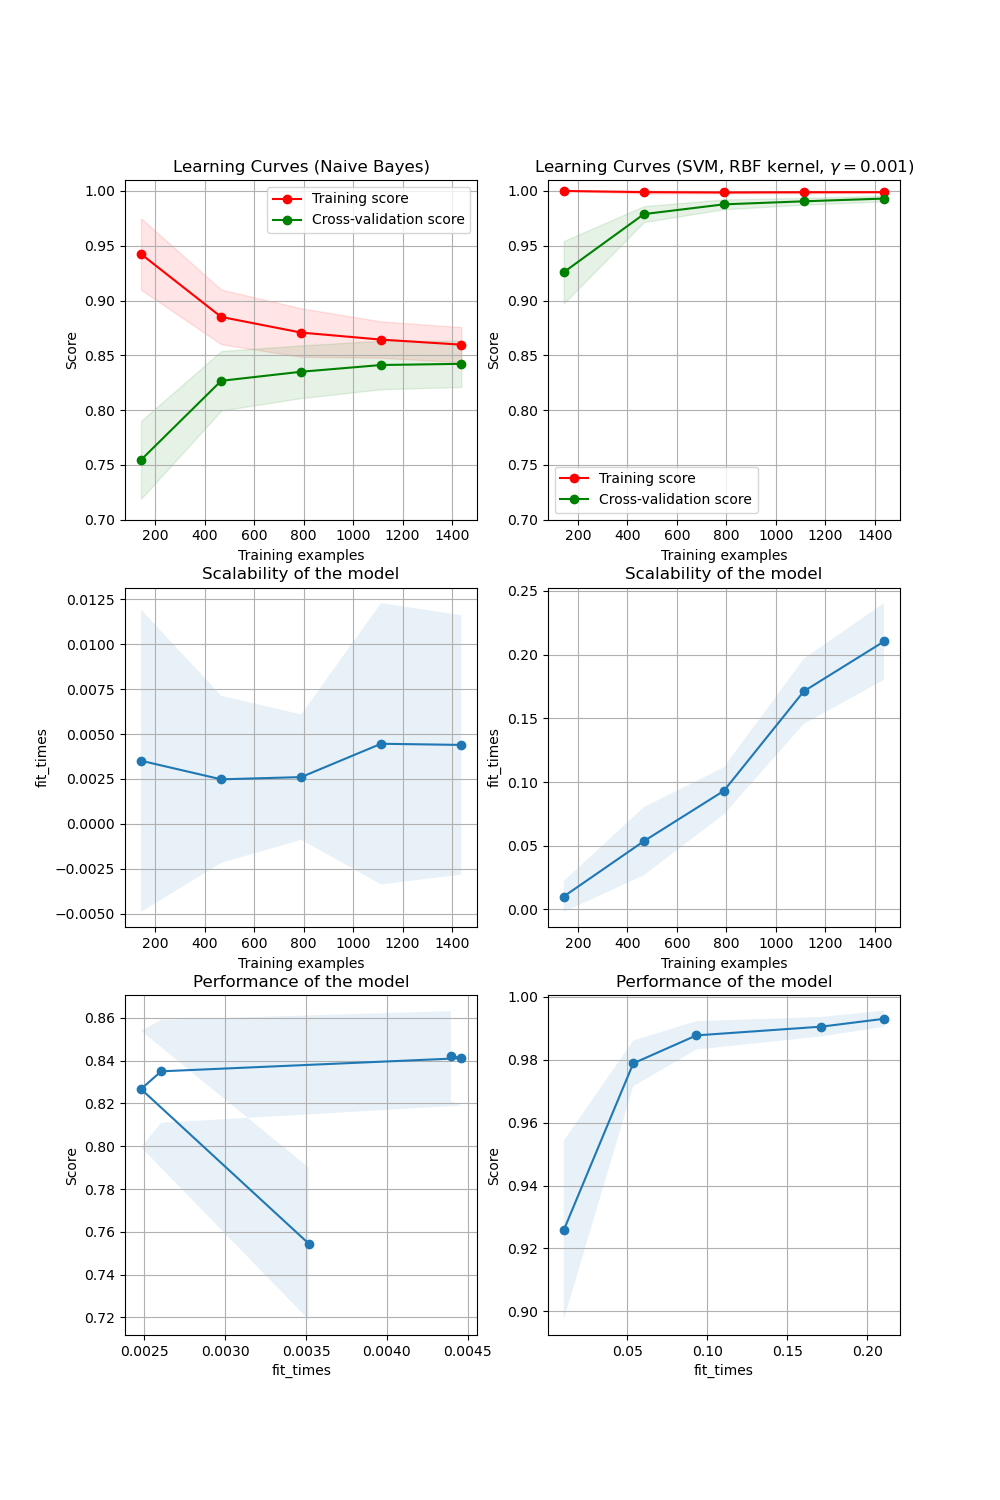 Learning Curves (Naive Bayes)
1.00
0.95
0.90
0.85
0.80
0.75
0.70
Score
Training score
Cross-validation score
200 400 600 800 1000 1200 1400
Training examples
Learning Curves (SVM, RBF kernel, γ = 0.001)
1.00
0.95
0.90
0.85
0.80
0.75
0.70
Score
Training score
Cross-validation score
200 400 600 800 1000 1200 1400
Training examples
Scalability of the model
0.0125
0.0100
0.0075
0.0050
0.0025
0.0000
−0.0025
−0.0050
fit_times
200 400 600 800 1000 1200 1400
Training examples
Scalability of the model
0.25
0.20
0.15
0.10
0.05
0.00
fit_times
200 400 600 800 1000 1200 1400
Training examples
Performance of the model
0.86
0.84
0.82
0.80
0.78
0.76
0.74
0.72
Score
0.0025 0.0030 0.0035 0.0040 0.0045
fit_times
Performance of the model
1.00
0.98
0.96
0.94
0.92
0.90
Score
0.05 0.10 0.15 0.20
fit_times